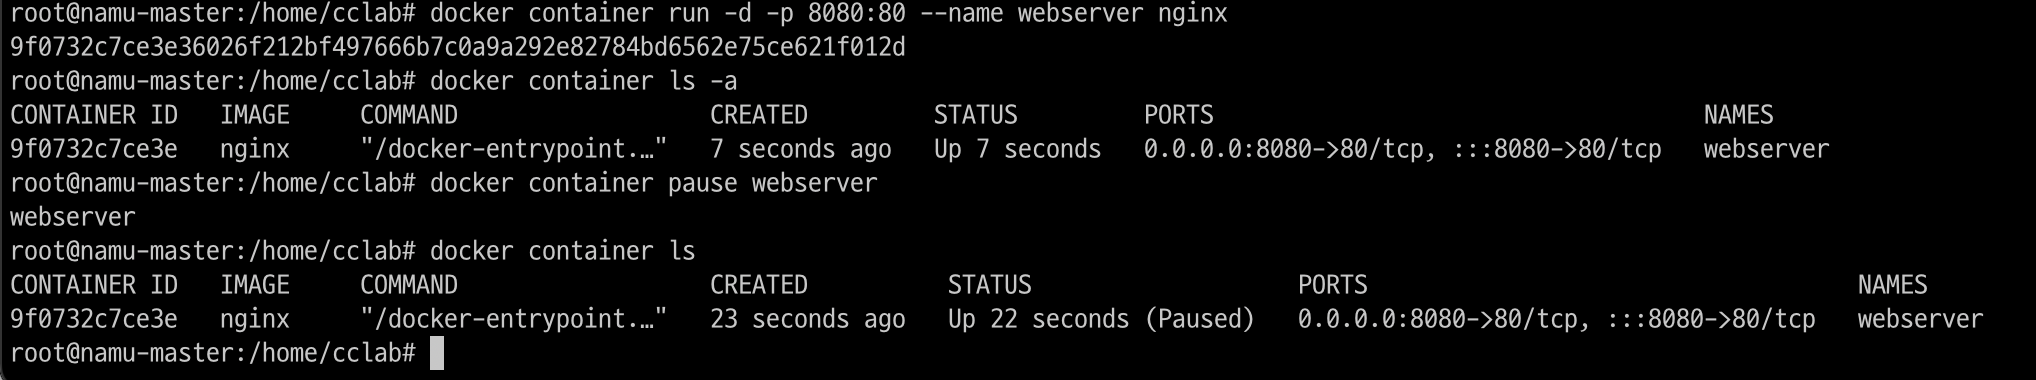 root@namu-master:/home/cclab# docker container run -d -p 8080:80 --name webserver nginx
9f0732c7ce3e36026f212bf497666b7c0a9a292e82784bd6562e75ce621f012d
root@namu-master:/home/cclab# docker container ls -a
CONTAINER ID   IMAGE     COMMAND                  CREATED         STATUS         PORTS                                   NAMES
9f0732c7ce3e   nginx     "/docker-entrypoint.…"   7 seconds ago   Up 7 seconds   0.0.0.0:8080->80/tcp, :::8080->80/tcp   webserver
root@namu-master:/home/cclab# docker container pause webserver
webserver
root@namu-master:/home/cclab# docker container ls
CONTAINER ID   IMAGE     COMMAND                  CREATED          STATUS                   PORTS                                   NAMES
9f0732c7ce3e   nginx     "/docker-entrypoint.…"   23 seconds ago   Up 22 seconds (Paused)   0.0.0.0:8080->80/tcp, :::8080->80/tcp   webserver
root@namu-master:/home/cclab#